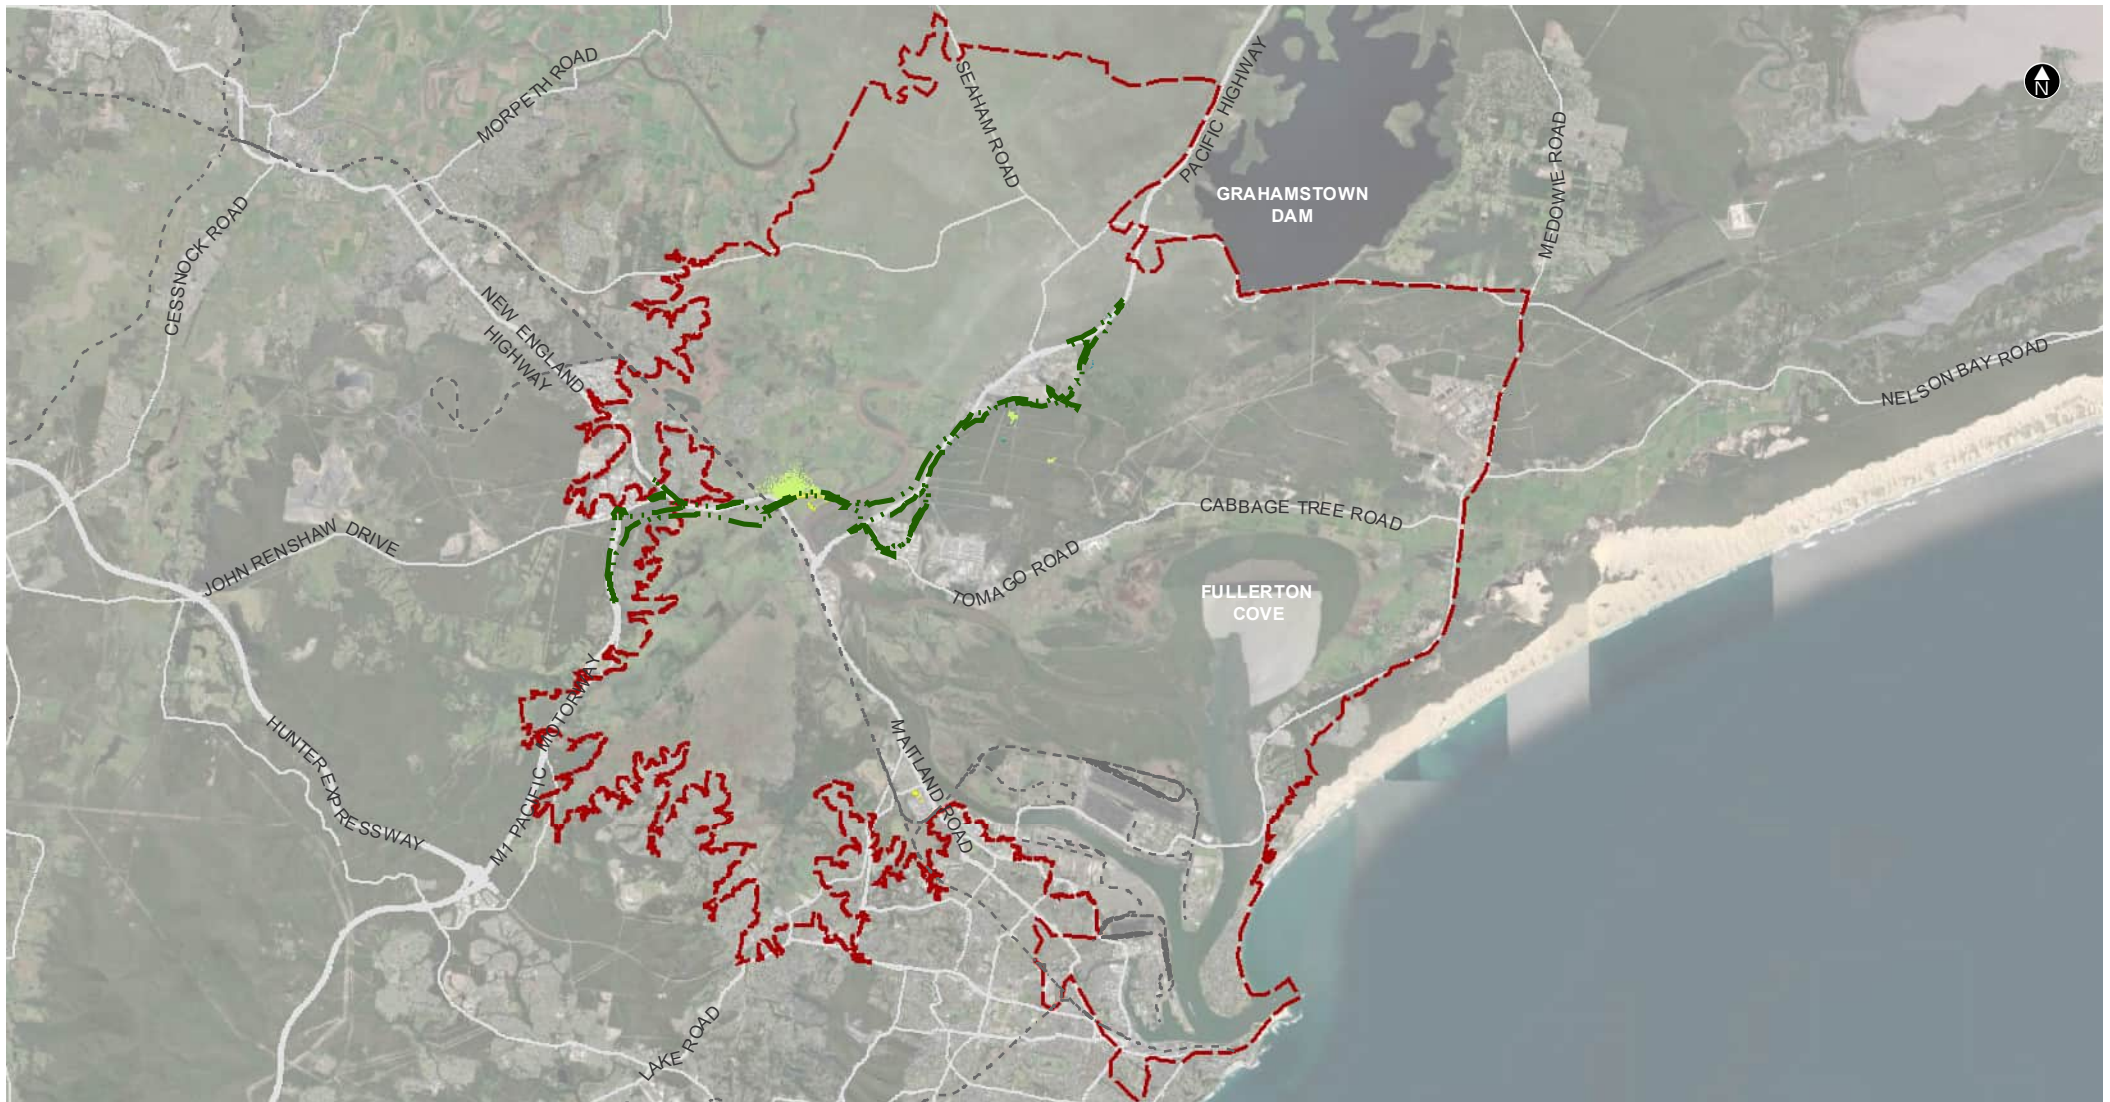 MORPETH ROAD
SEAHAM ROAD
PACIFIC HIGHWAY
N
GRAHAMSTOWN
DAM
MEDOWIE ROAD
CESSNOCK ROAD
NEW ENGLAND
HIGHWAY
NELSON BAY ROAD
CABBAGE TREE ROAD
JOHN RENSHAW DRIVE
TOMAGO ROAD
FULLERTON
COVE
HUNTER EXPRESSWAY
M1 PACIFIC MOTORWAY
MAITLAND ROAD
LAKE ROAD